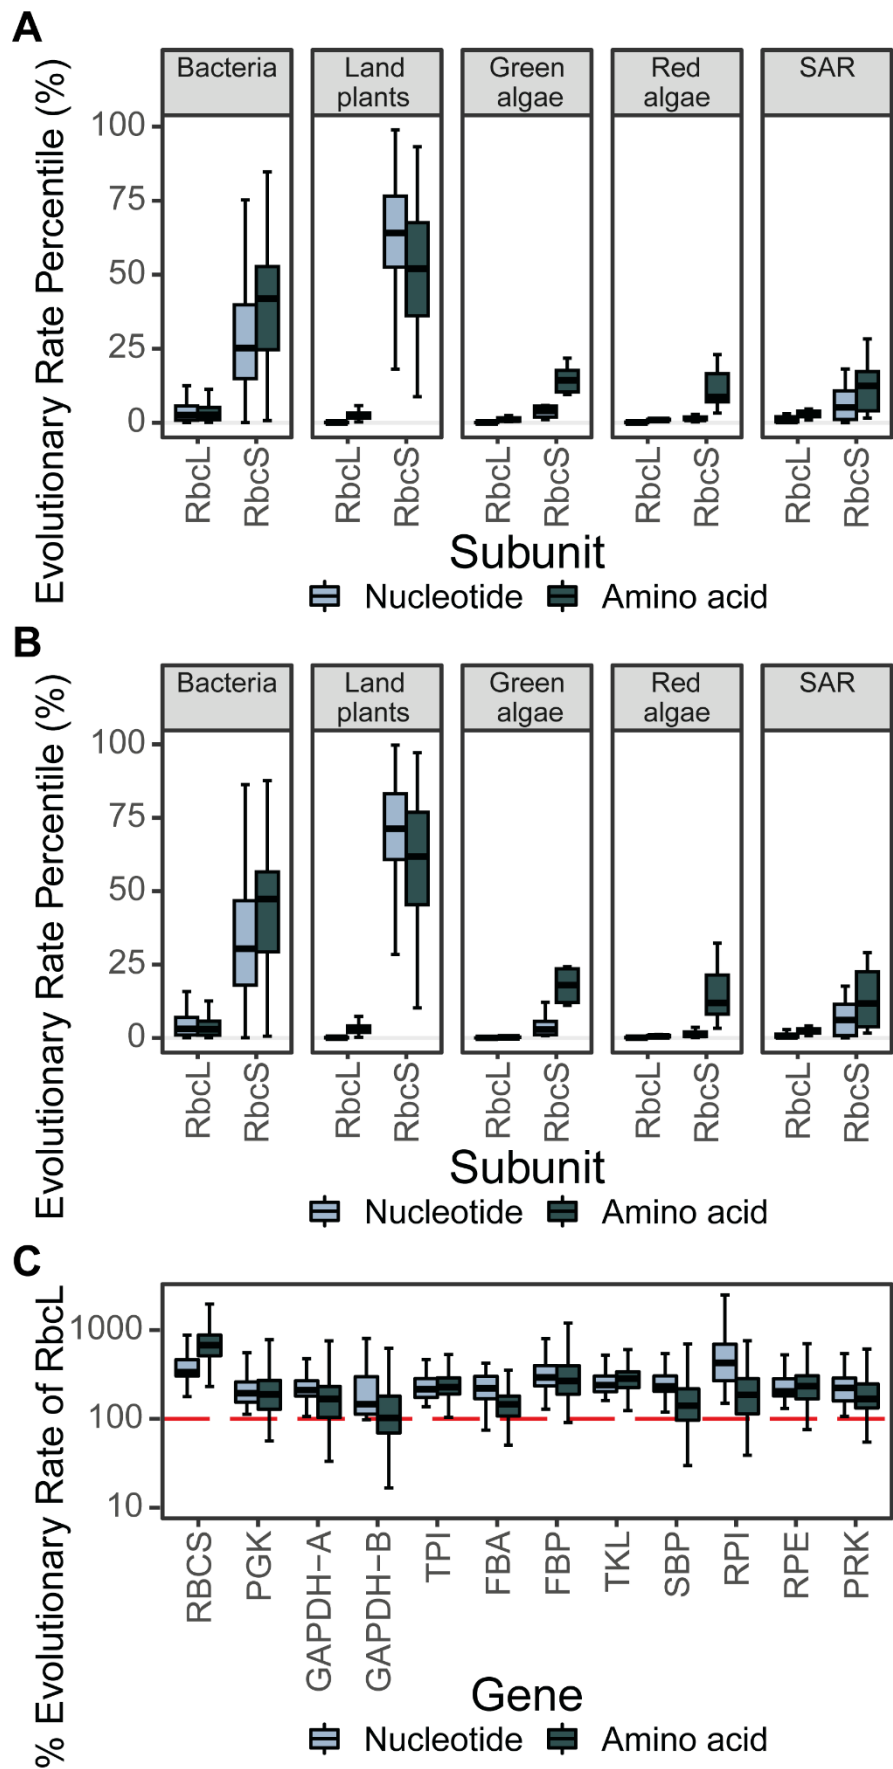 A
Evolutionary Rate Percentile (%)
Bacteria
Land
plants
Green
algae
Red
algae
SAR
100
75
50
25
0
RbcL
RbcS
RbcL
RbcS
RbcL
RbcS
RbcL
RbcS
RbcL
RbcS
Subunit
Nucleotide
Amino acid
B
Evolutionary Rate Percentile (%)
Bacteria
Land
plants
Green
algae
Red
algae
SAR
100
75
50
25
0
RbcL
RbcS
RbcL
RbcS
RbcL
RbcS
RbcL
RbcS
RbcL
RbcS
Subunit
Nucleotide
Amino acid
C
% Evolutionary Rate of RbcL
1000
100
10
RBCS
PGK
GAPDH−A
GAPDH−B
TPI
FBA
FBP
TKL
SBP
RPI
RPE
PRK
Gene
Nucleotide
Amino acid